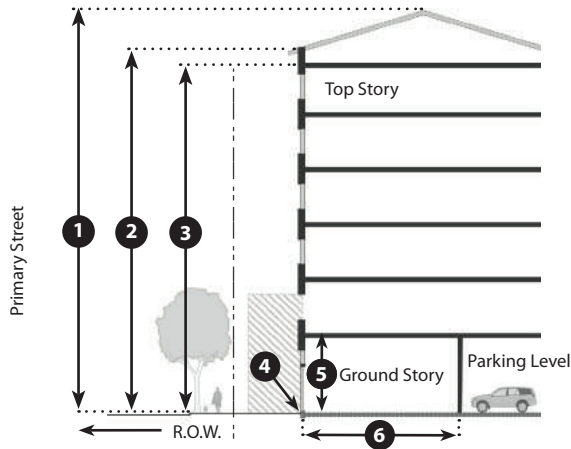 Top Story
1
2
3
Primary Street
4
5
Ground Story
Parking Level
R.O.W.
6